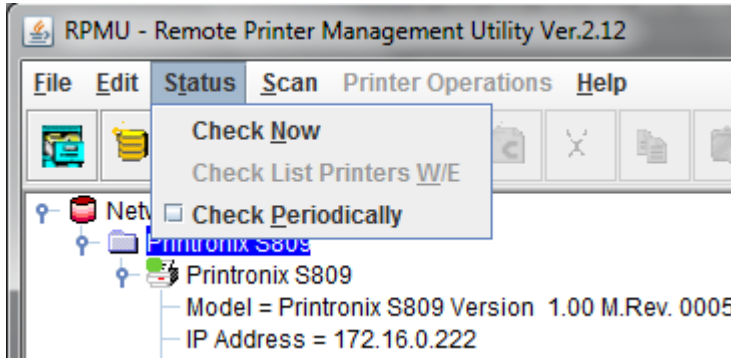 RPMU - Remote Printer Management Utility Ver.2.12
File Edit Status Scan Printer Operations Help
Check Now
Check List Printers W/E
Check Periodically
Printronix S809
Printronix S809
Model = Printronix S809 Version 1.00 M.Rev. 0005
IP Address = 172.16.0.222